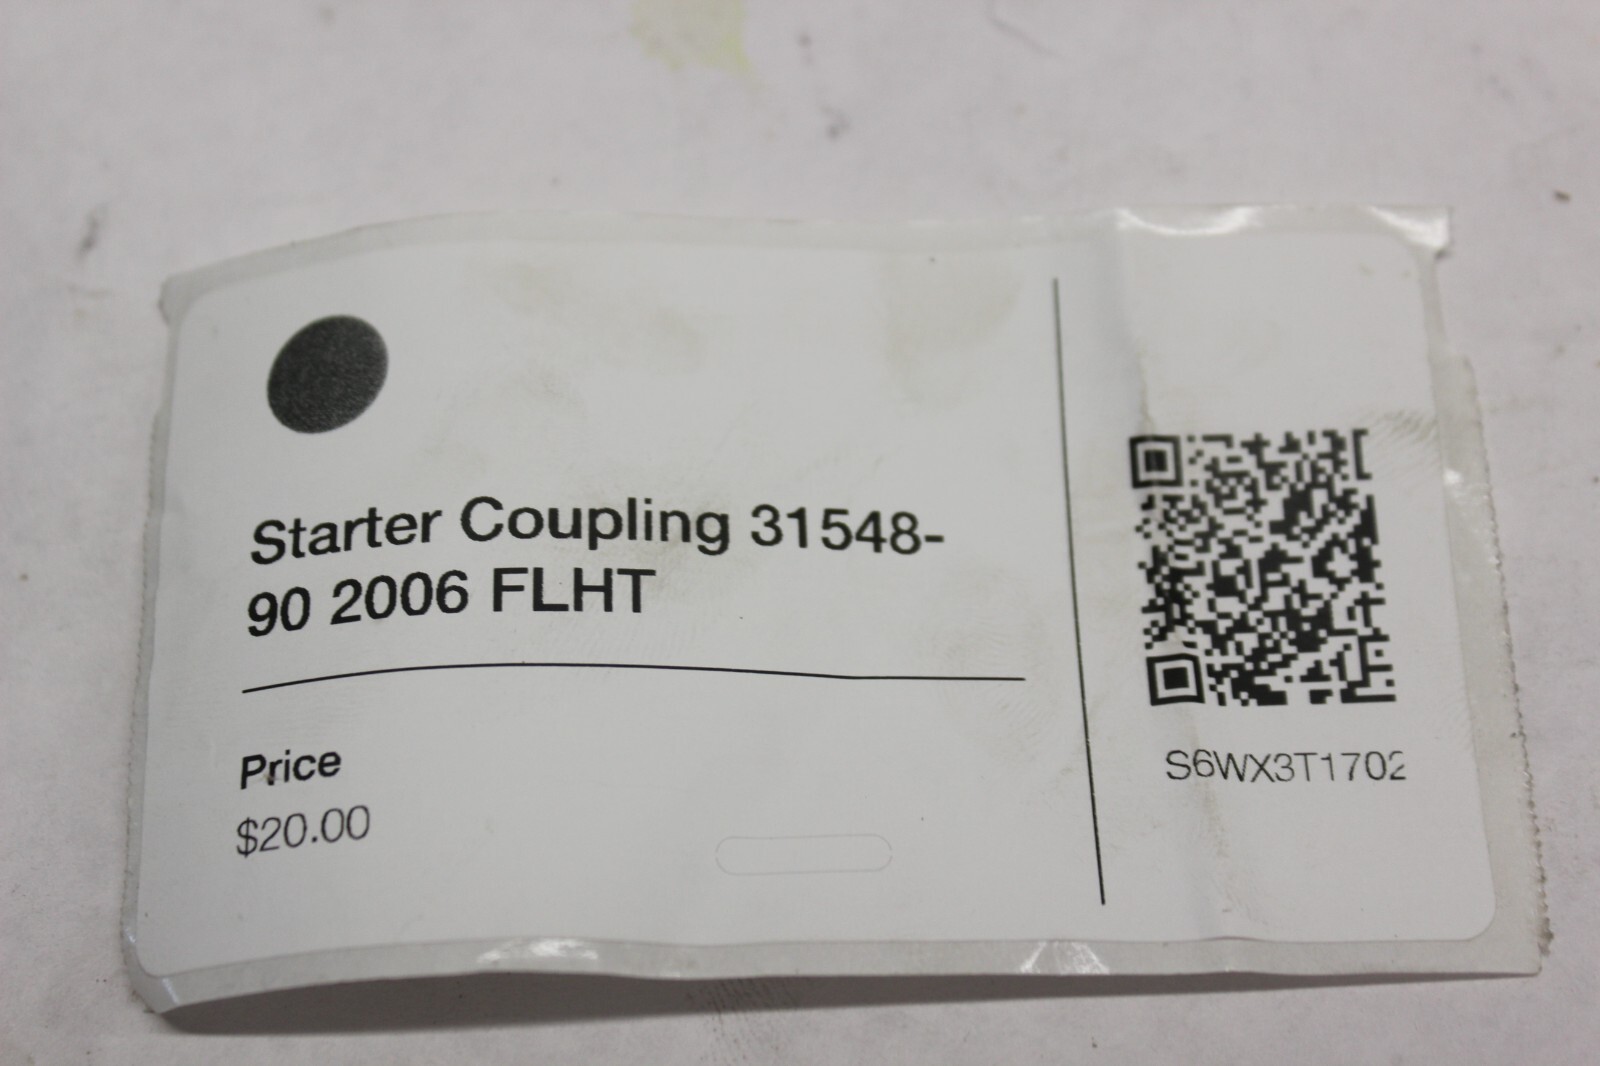 Starter Coupling 31548-
90 2006 FLHT
Price
$20.00
S6WX3T1702